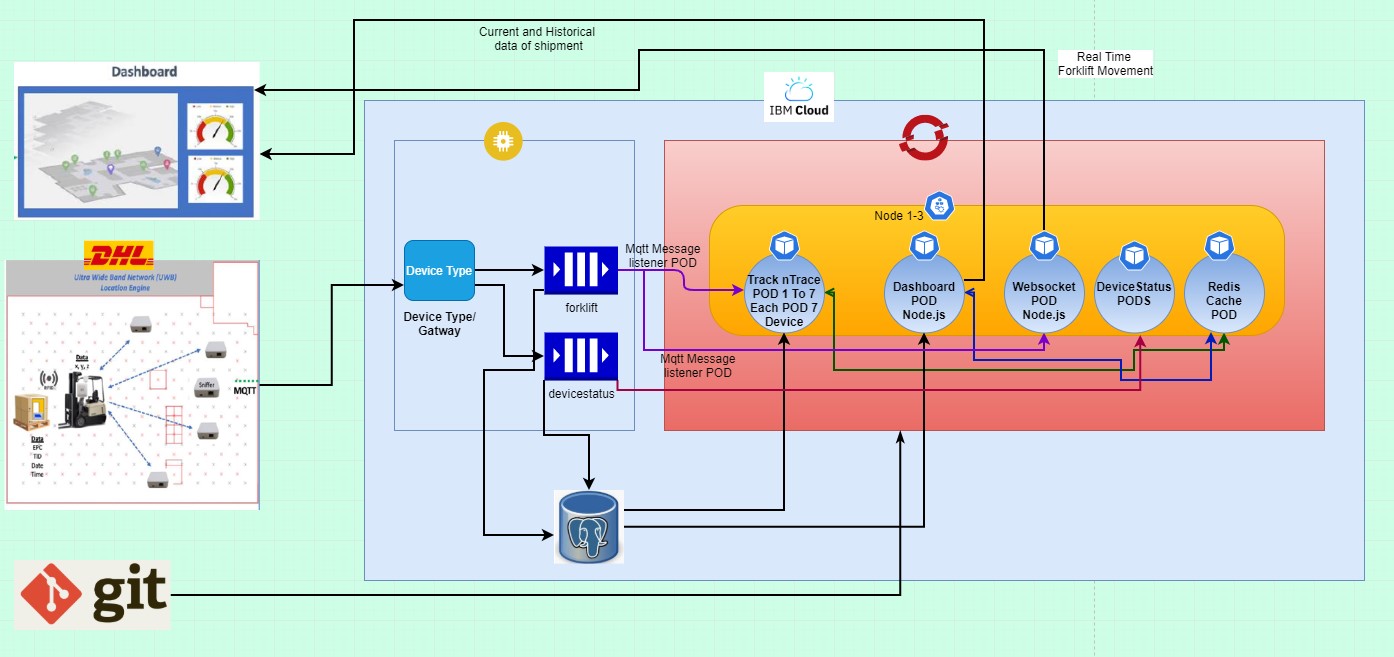 Current and Historical
data of shipment
Real Time
Forklift Movement
Dashboard
IBM Cloud
Node 1-3
DHL
Ultra Wide Band Network (UWB)
Location Engine
Device Type
Device Type/
Gatway
forklift
devicestatus
Mqtt Message
listener POD
Mqtt Message
listener POD
Track nTrace
POD 1 To 7
Each POD 7
Device
Dashboard
POD
Node.js
Websocket
POD
Node.js
DeviceStatus
PODS
Redis
Cache
POD
Data
X, Y, Z
Sniffer
MQTT
Data
EPC
TID
Date
Time
git